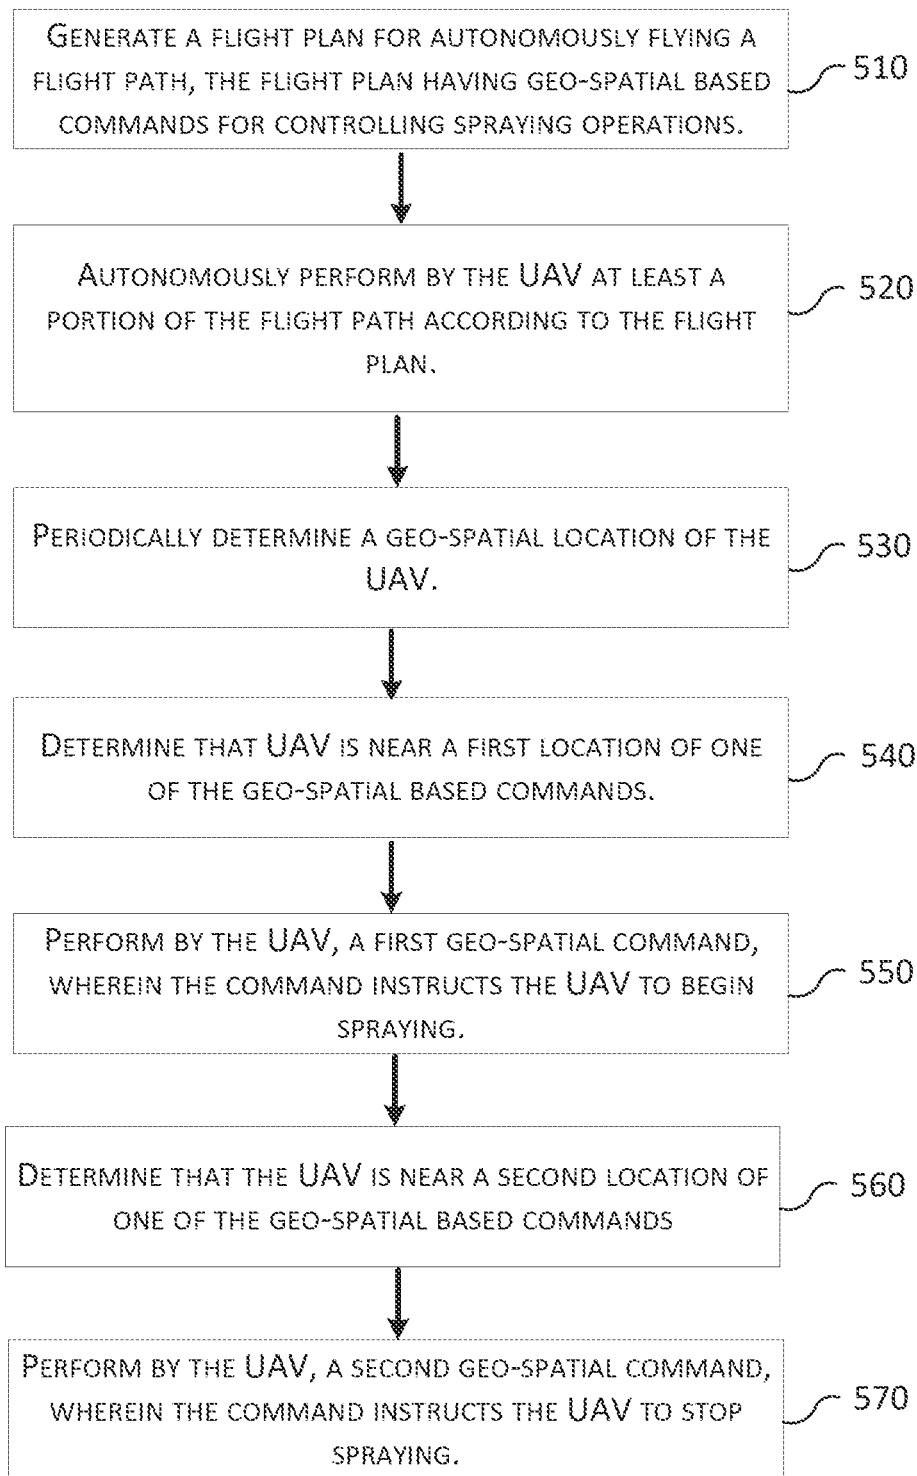 GENERATE A FLIGHT PLAN FOR AUTONOMOUSLY FLYING A
FLIGHT PATH, THE FLIGHT PLAN HAVING GEO-SPATIAL BASED
COMMANDS FOR CONTROLLING SPRAYING OPERATIONS.
510
AUTONOMOUSLY PERFORM BY THE UAV AT LEAST A
PORTION OF THE FLIGHT PATH ACCORDING TO THE FLIGHT
PLAN.
520
PERIODICALLY DETERMINE A GEO-SPATIAL LOCATION OF THE
UAV.
530
DETERMINE THAT UAV IS NEAR A FIRST LOCATION OF ONE
OF THE GEO-SPATIAL BASED COMMANDS.
540
PERFORM BY THE UAV, A FIRST GEO-SPATIAL COMMAND,
WHEREIN THE COMMAND INSTRUCTS THE UAV TO BEGIN
SPRAYING.
550
DETERMINE THAT THE UAV IS NEAR A SECOND LOCATION OF
ONE OF THE GEO-SPATIAL BASED COMMANDS
560
PERFORM BY THE UAV, A SECOND GEO-SPATIAL COMMAND,
WHEREIN THE COMMAND INSTRUCTS THE UAV TO STOP
SPRAYING.
570